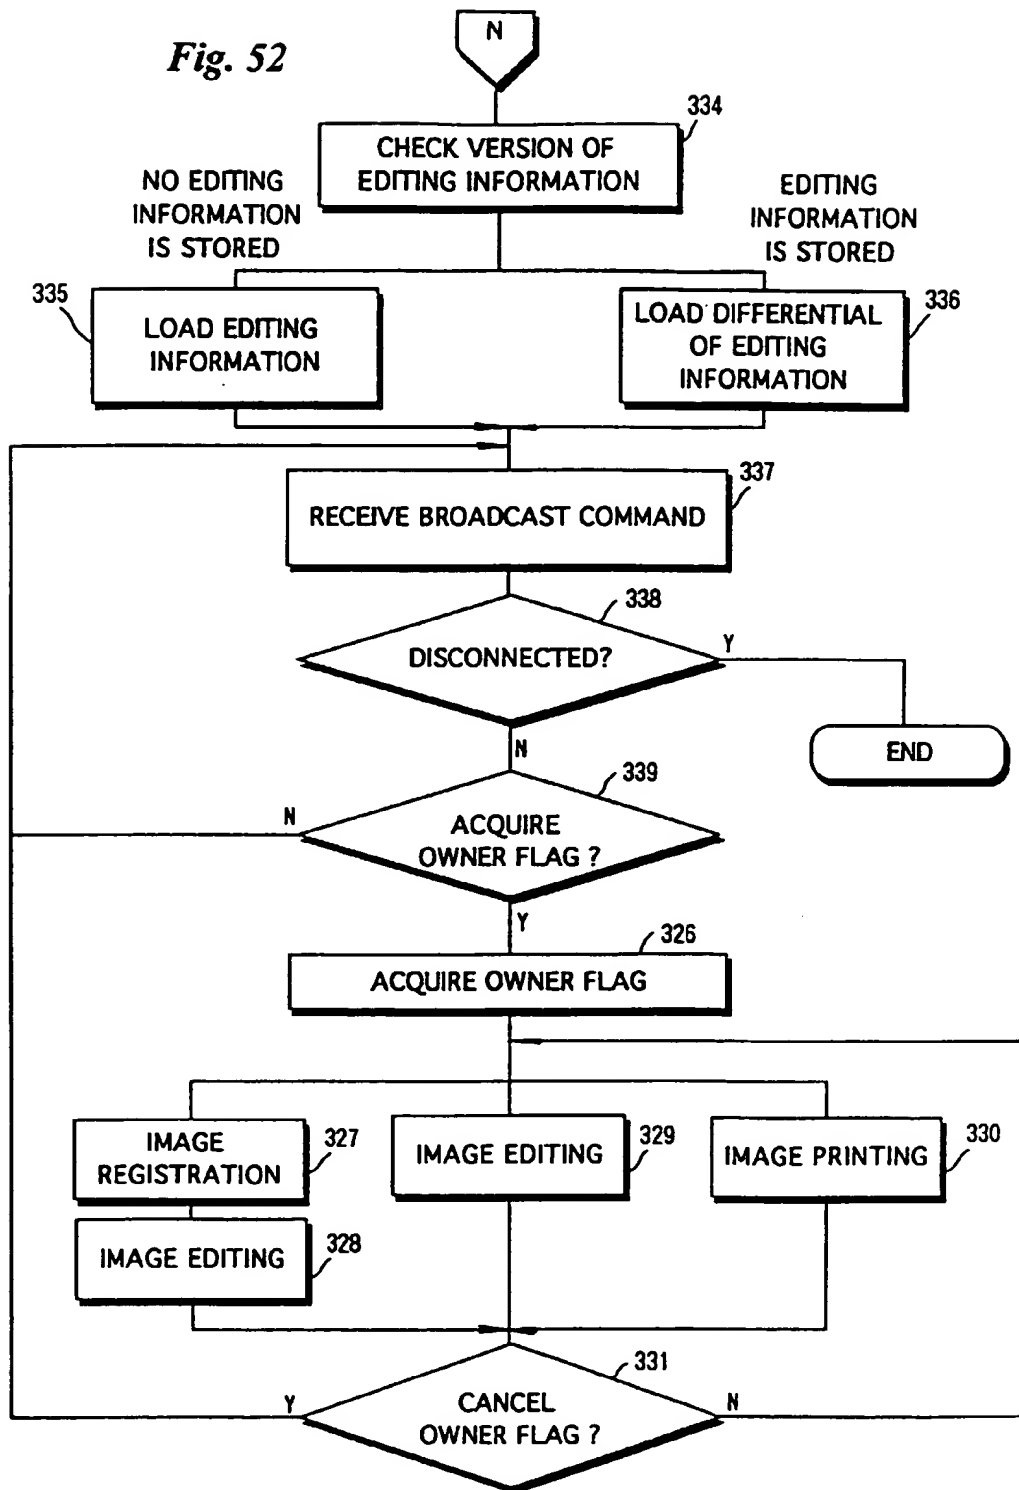 Fig. 52
N
334
CHECK VERSION OF
EDITING INFORMATION
NO EDITING
INFORMATION
IS STORED
EDITING
INFORMATION
IS STORED
335
LOAD EDITING
INFORMATION
LOAD DIFFERENTIAL
OF EDITING
INFORMATION
336
337
RECEIVE BROADCAST COMMAND
338
DISCONNECTED?
Y
N
END
339
N
ACQUIRE
OWNER FLAG ?
Y
326
ACQUIRE OWNER FLAG
IMAGE
REGISTRATION
327
IMAGE EDITING
329
IMAGE PRINTING
330
IMAGE EDITING
328
331
Y
CANCEL
OWNER FLAG ?
N